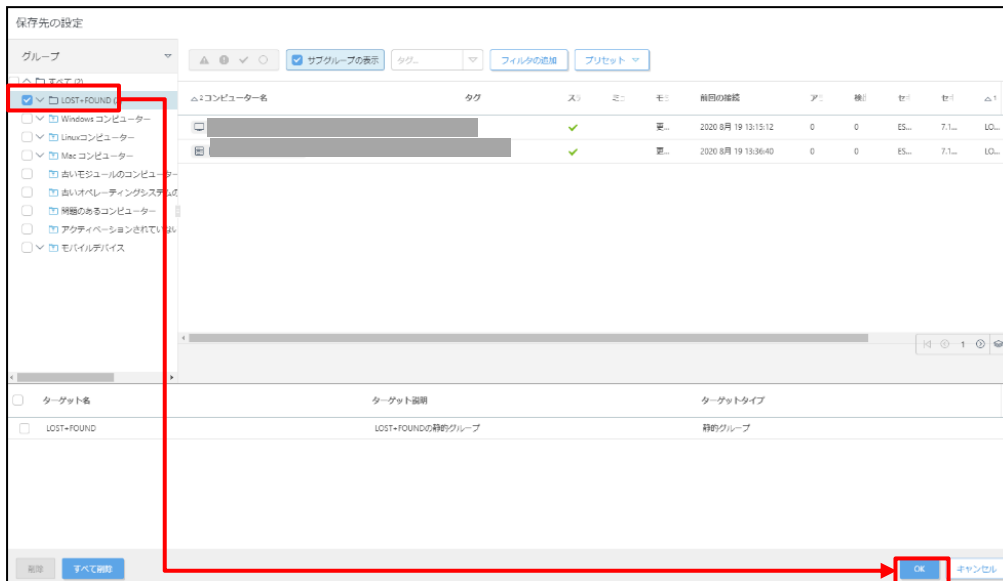 保存先の設定
グループ
サブグループの表示
タグ...
フィルタの追加
プリセット
すべて (2)
LOST+FOUND (
Windows コンピューター
Linuxコンピューター
Mac コンピューター
古いモジュールのコンピューター
古いオペレーティングシステムの
問題のあるコンピューター
アクティベーションされていない
モバイルデバイス
コンピューター名 タグ ス ミ モ 前回の接続 ア 検 セ セ
更... 2020 8月 19 13:15:12 0 0 ES... 7.1... LO...
更... 2020 8月 19 13:36:40 0 0 ES... 7.1... LO...
1
ターゲット名 ターゲット説明 ターゲットタイプ
LOST+FOUND LOST+FOUNDの静的グループ 静的グループ
削除 すべて削除 OK キャンセル